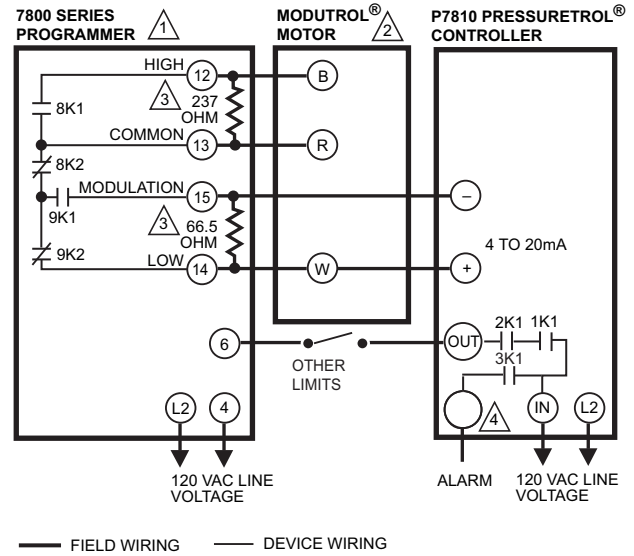 7800 SERIES
PROGRAMMER 1
MODUTROL®
MOTOR 2
P7810 PRESSURETROL®
CONTROLLER
HIGH 12 B
8K1
3 237
OHM
COMMON 13 R
8K2
MODULATION 15 –
9K1
3 66.5
OHM
4 TO 20mA
9K2
LOW 14 W +
6
OTHER
LIMITS
OUT
2K1 1K1
3K1
L2 4
4 IN L2
120 VAC LINE
VOLTAGE
ALARM
120 VAC LINE
VOLTAGE
FIELD WIRING DEVICE WIRING